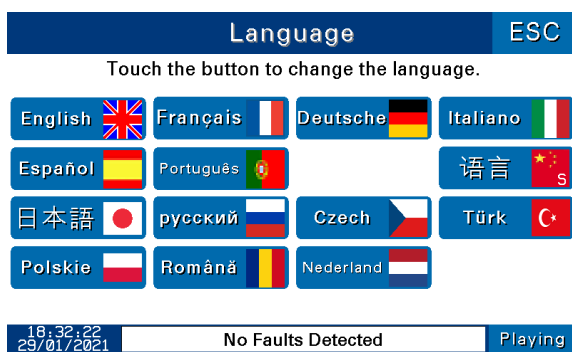 Language
ESC
Touch the button to change the language.
English
Français
Deutsche
Italiano
Español
Português
语言
S
日本語
русский
Czech
Türk
Polskie
Română
Nederland
18:32:22
29/01/2021
No Faults Detected
Playing